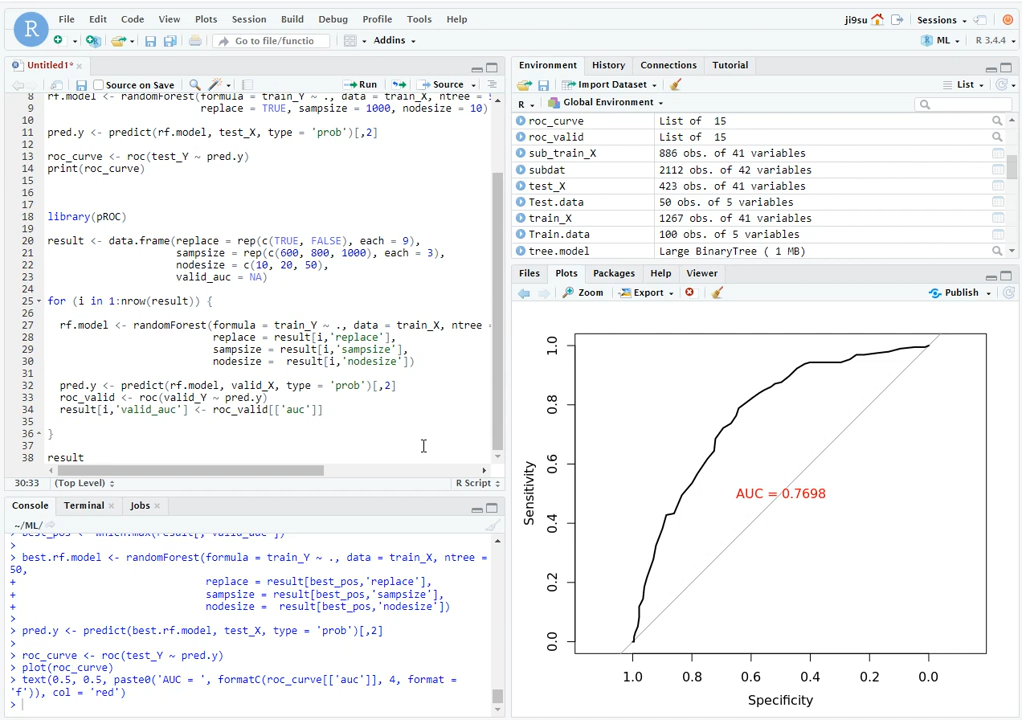 R File Edit Code View Plots Session Build Debug Profile Tools Help ji9su Sessions
Go to file/functio Addins ML R 3.4.4
Untitled1*
Source on Save Run Source
8 rf.model <- randomForest(formula = train_Y ~ ., data = train_X, ntree = 5
9 replace = TRUE, sampsize = 1000, nodesize = 10)
10
11 pred.y <- predict(rf.model, test_X, type = 'prob')[,2]
12
13 roc_curve <- roc(test_Y ~ pred.y)
14 print(roc_curve)
15
16
17
18 library(pROC)
19
20 result <- data.frame(replace = rep(c(TRUE, FALSE), each = 9),
21 sampsize = rep(c(600, 800, 1000), each = 3),
22 nodesize = c(10, 20, 50),
23 valid_auc = NA)
24
25 for (i in 1:nrow(result)) {
26
27 rf.model <- randomForest(formula = train_Y ~ ., data = train_X, ntree
28 replace = result[i,'replace'],
29 sampsize = result[i,'sampsize'],
30 nodesize =  result[i,'nodesize'])
31
32 pred.y <- predict(rf.model, valid_X, type = 'prob')[,2]
33 roc_valid <- roc(valid_Y ~ pred.y)
34 result[i,'valid_auc'] <- roc_valid[['auc']]
35
36 }
37
38 result
30:33 (Top Level) R Script
Console Terminal Jobs
~/ML/
> best_pos <- which.max(result[,'valid_auc'])
>
> best.rf.model <- randomForest(formula = train_Y ~ ., data = train_X, ntree =
50,
+ replace = result[best_pos,'replace'],
+ sampsize = result[best_pos,'sampsize'],
+ nodesize =  result[best_pos,'nodesize'])
>
> pred.y <- predict(best.rf.model, test_X, type = 'prob')[,2]
>
> roc_curve <- roc(test_Y ~ pred.y)
> plot(roc_curve)
> text(0.5, 0.5, paste0('AUC = ', formatC(roc_curve[['auc']], 4, format =
'f')), col = 'red')
>
Environment History Connections Tutorial
Import Dataset List
R Global Environment
roc_curve List of 15
roc_valid List of 15
sub_train_X 886 obs. of 41 variables
subdat 2112 obs. of 42 variables
test_X 423 obs. of 41 variables
Test.data 50 obs. of 5 variables
train_X 1267 obs. of 41 variables
Train.data 100 obs. of 5 variables
tree.model Large BinaryTree ( 1 MB)
Files Plots Packages Help Viewer
Zoom Export Publish
1.0
0.8
0.6
0.4
0.2
0.0
Sensitivity
AUC = 0.7698
1.0 0.8 0.6 0.4 0.2 0.0
Specificity